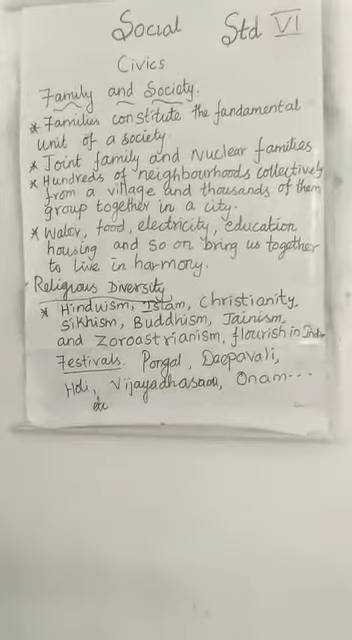 Social Std VI
Civics
Family and Society.
* Families constitute the fundamental
unit of a society.
* Joint family and Nuclear families
* Hundreds of neighbourhoods collectively
from a village and thousands of them
group together in a city.
* Water, food, electricity, education
housing and so on bring us together
to live in harmony.
Religious Diversity
* Hinduism, Islam, Christianity,
Sikhism, Buddhism, Jainism,
and Zoroastrianism, flourish in
Festivals. Pongal, Deepavali,
Holi, Onam...
etc